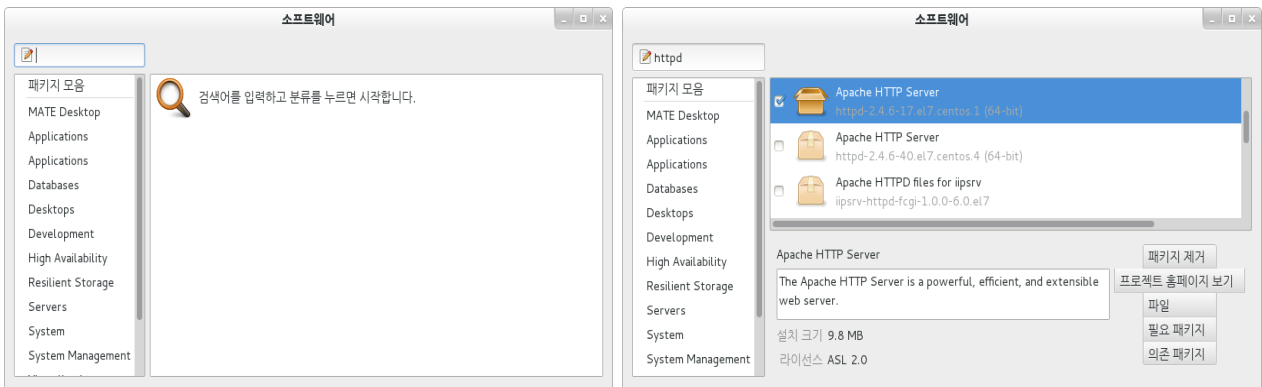 소프트웨어
패키지 모음
MATE Desktop
Applications
Applications
Databases
Desktops
Development
High Availability
Resilient Storage
Servers
System
System Management
검색어를 입력하고 분류를 누르면 시작합니다.
소프트웨어
httpd
패키지 모음
MATE Desktop
Applications
Applications
Databases
Desktops
Development
High Availability
Resilient Storage
Servers
System
System Management
Apache HTTP Server
httpd-2.4.6-17.el7.centos.1 (64-bit)
Apache HTTP Server
httpd-2.4.6-40.el7.centos.4 (64-bit)
Apache HTTPD files for iipsrv
iipsrv-httpd-fcgi-1.0.0-6.0.el7
Apache HTTP Server
The Apache HTTP Server is a powerful, efficient, and extensible
web server.
설치 크기 9.8 MB
라이선스 ASL 2.0
패키지 제거
프로젝트 홈페이지 보기
파일
필요 패키지
의존 패키지